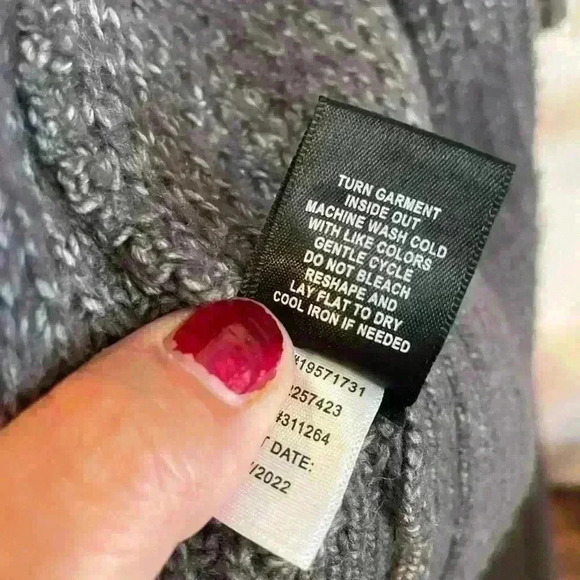 TURN GARMENT
INSIDE OUT
MACHINE WASH COLD
WITH LIKE COLORS
GENTLE CYCLE
DO NOT BLEACH
RESHAPE AND
LAY FLAT TO DRY
COOL IRON IF NEEDED
#19571731
257423
#311264
DATE:
/2022